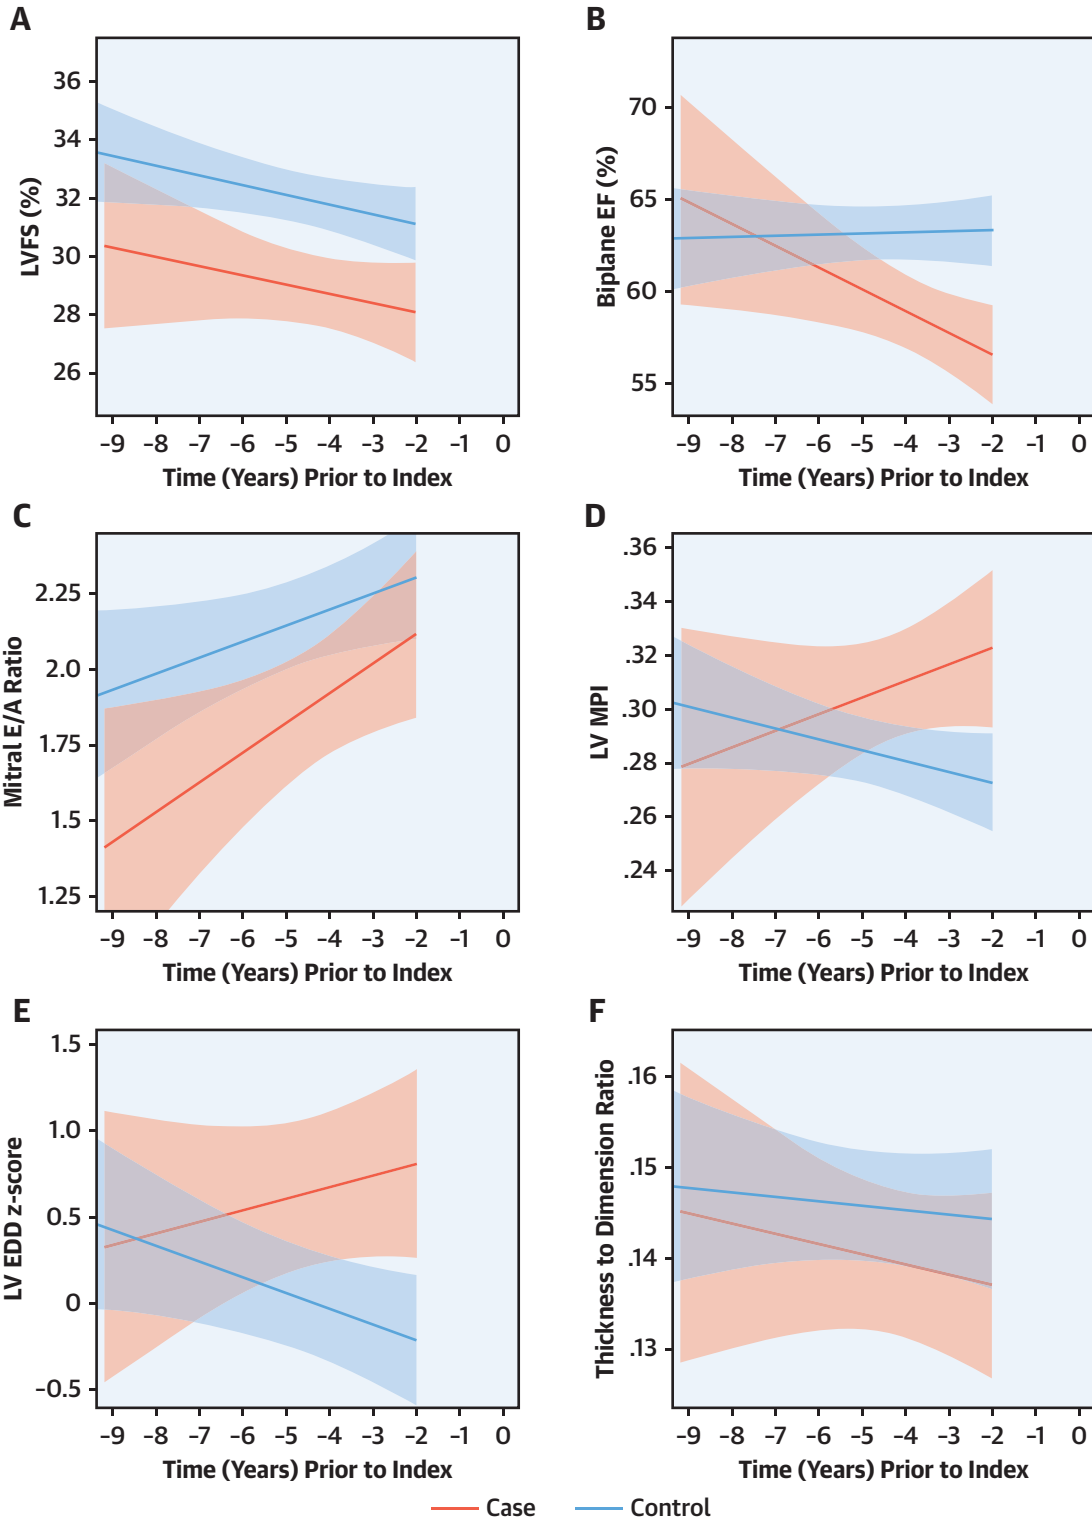 A
LVFS (%)
36
34
32
30
28
26
-9 -8 -7 -6 -5 -4 -3 -2 -1 0
Time (Years) Prior to Index
B
Biplane EF (%)
70
65
60
55
-9 -8 -7 -6 -5 -4 -3 -2 -1 0
Time (Years) Prior to Index
C
Mitral E/A Ratio
2.25
2.0
1.75
1.5
1.25
-9 -8 -7 -6 -5 -4 -3 -2 -1 0
Time (Years) Prior to Index
D
LV MPI
.36
.34
.32
.30
.28
.26
.24
-9 -8 -7 -6 -5 -4 -3 -2 -1 0
Time (Years) Prior to Index
E
LV EDD z-score
1.5
1.0
0.5
0
-0.5
-9 -8 -7 -6 -5 -4 -3 -2 -1 0
Time (Years) Prior to Index
F
Thickness to Dimension Ratio
.16
.15
.14
.13
-9 -8 -7 -6 -5 -4 -3 -2 -1 0
Time (Years) Prior to Index
Case Control